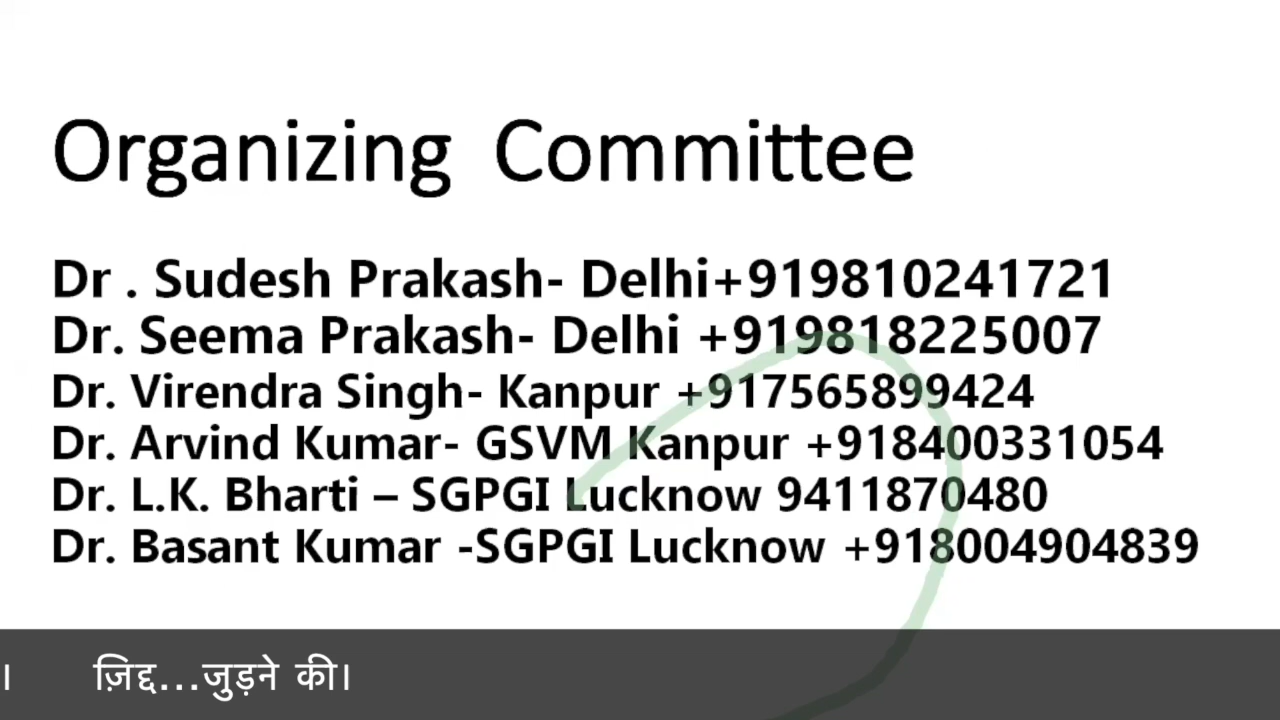 Organizing Committee
Dr . Sudesh Prakash- Delhi+919810241721
Dr. Seema Prakash- Delhi +919818225007
Dr. Virendra Singh- Kanpur +917565899424
Dr. Arvind Kumar- GSVM Kanpur +918400331054
Dr. L.K. Bharti – SGPGI Lucknow 9411870480
Dr. Basant Kumar -SGPGI Lucknow +918004904839
। ज़िद्द...जुड़ने की।